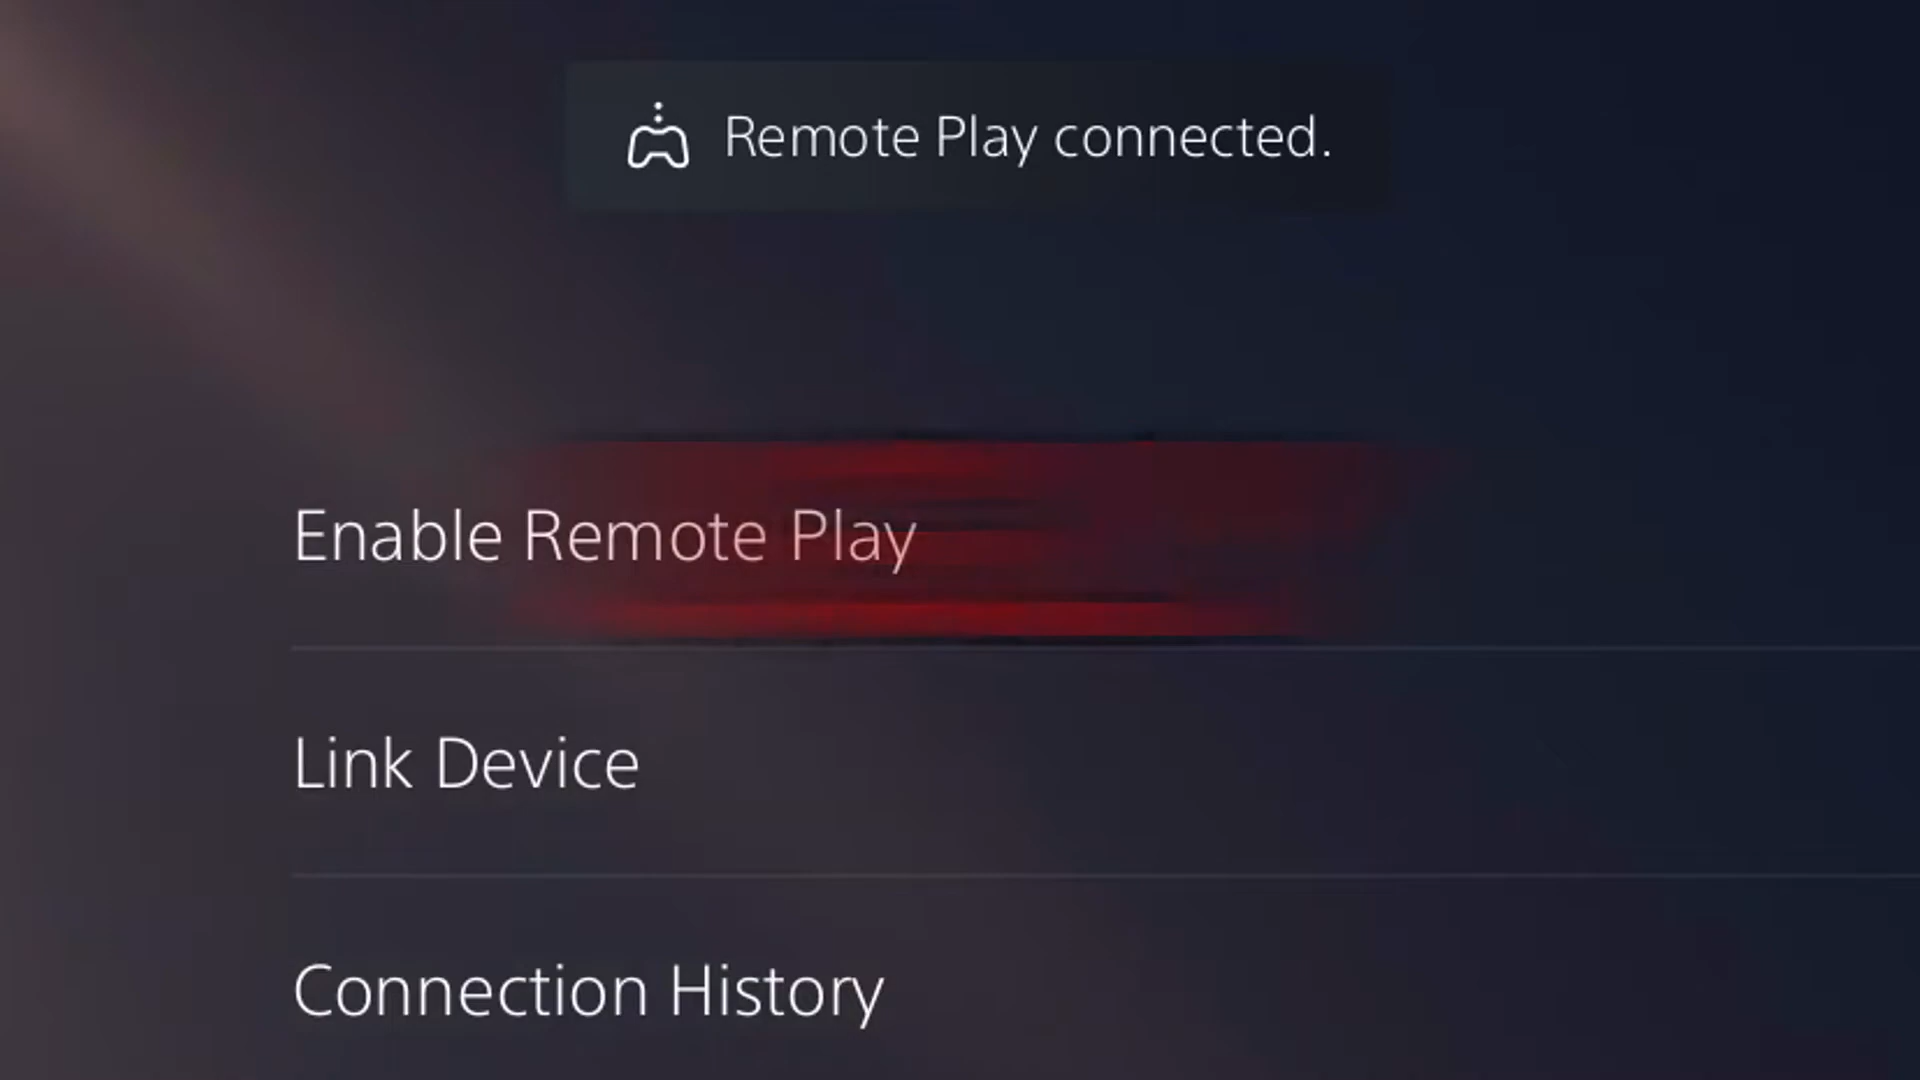 Remote Play connected.
Enable Remote Play
Link Device
Connection History